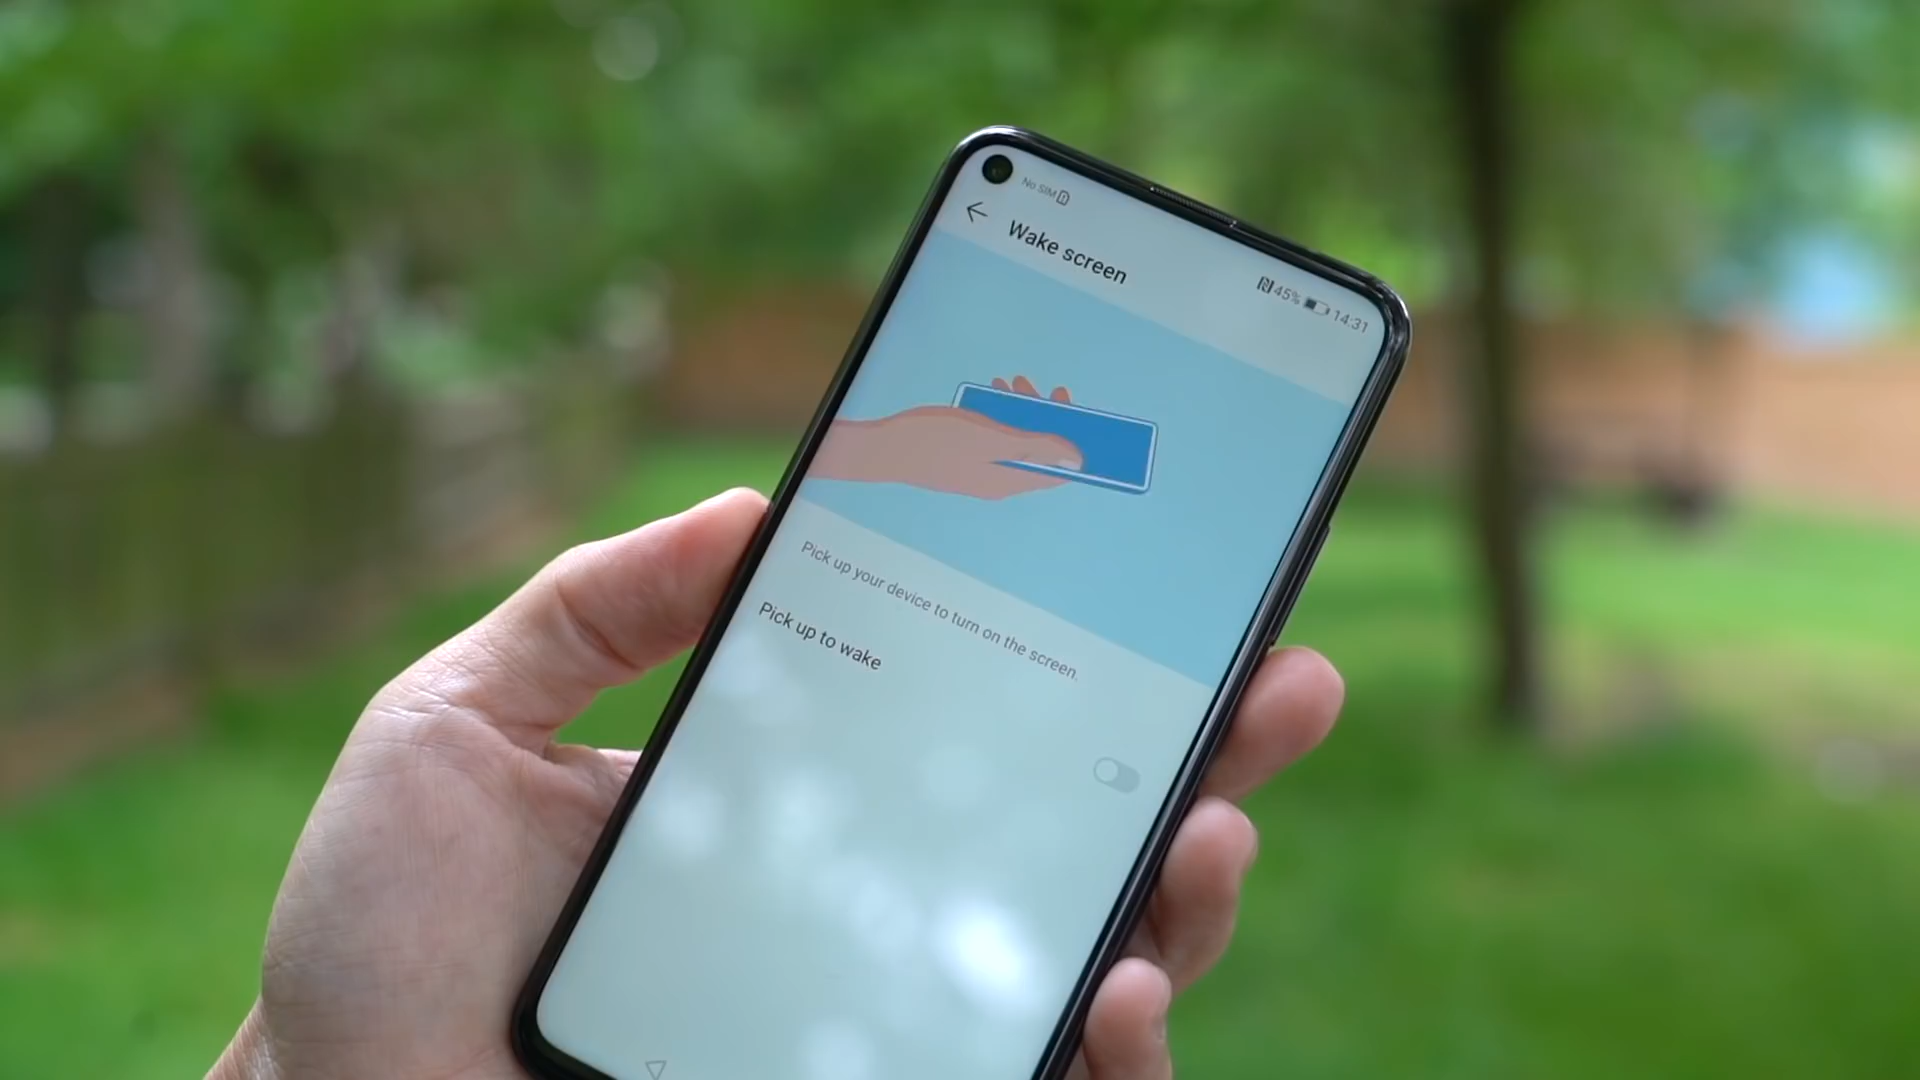 No SIM
45% 14:31
Wake screen
Pick up your device to turn on the screen.
Pick up to wake